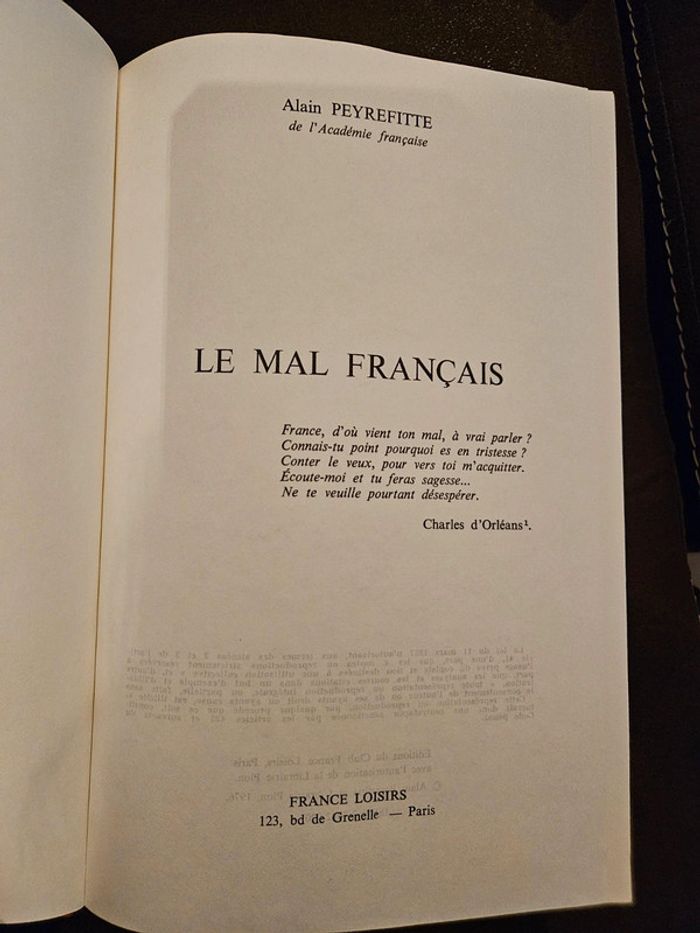 Alain PEYREFITTE
de l'Académie française
LE MAL FRANÇAIS
France, d'où vient ton mal, à vrai parler ?
Connais-tu point pourquoi es en tristesse ?
Conter le veux, pour vers toi m'acquitter.
Écoute-moi et tu feras sagesse...
Ne te veuille pourtant désespérer.
Charles d'Orléans¹.
FRANCE LOISIRS
123, bd de Grenelle — Paris